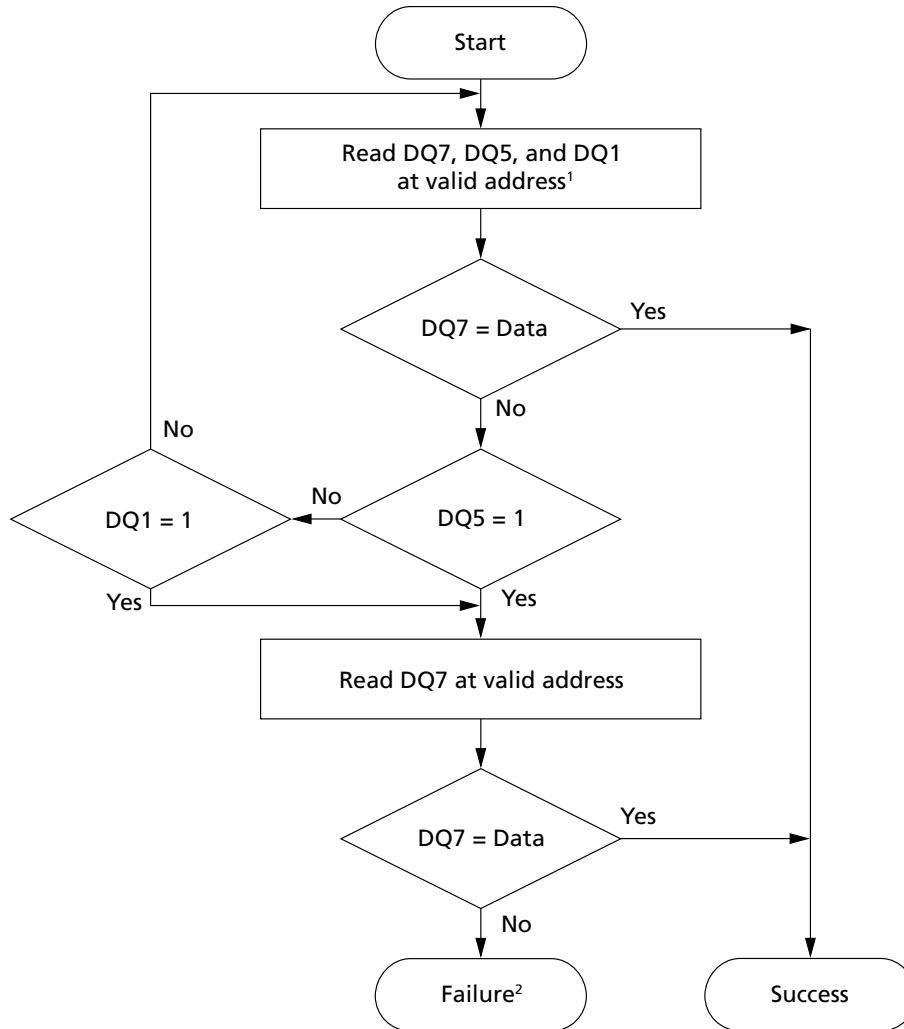 Start
Read DQ7, DQ5, and DQ1
at valid address¹
DQ7 = Data
Yes
No
No
DQ1 = 1
No
DQ5 = 1
Yes
Yes
Read DQ7 at valid address
DQ7 = Data
Yes
No
Failure²
Success